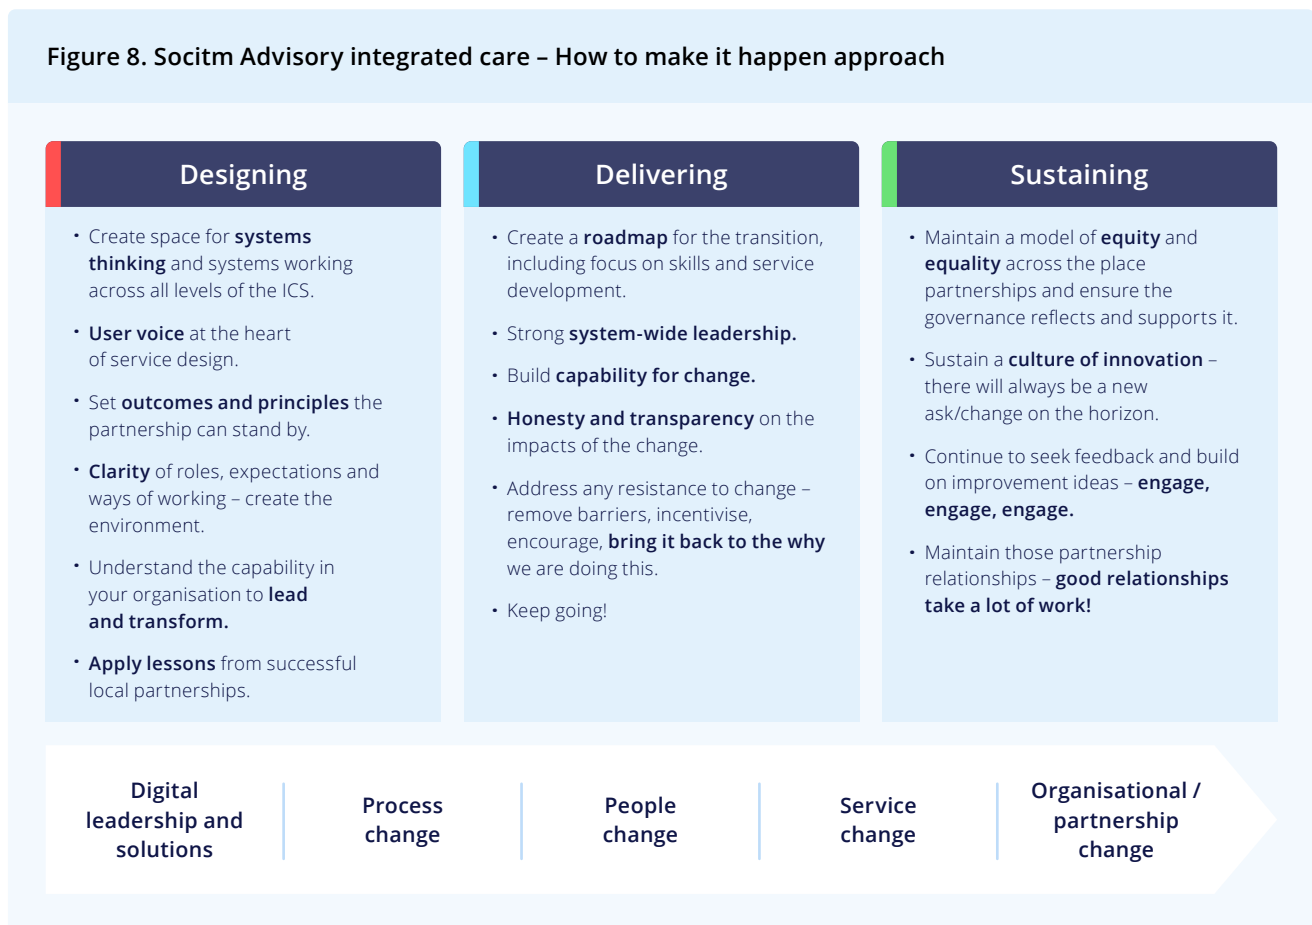 Figure 8. Socitm Advisory integrated care – How to make it happen approach
Designing
• Create space for systems
thinking and systems working
across all levels of the ICS.
• User voice at the heart
of service design.
• Set outcomes and principles the
partnership can stand by.
• Clarity of roles, expectations and
ways of working – create the
environment.
• Understand the capability in
your organisation to lead
and transform.
• Apply lessons from successful
local partnerships.
Delivering
• Create a roadmap for the transition,
including focus on skills and service
development.
• Strong system-wide leadership.
• Build capability for change.
• Honesty and transparency on the
impacts of the change.
• Address any resistance to change –
remove barriers, incentivise,
encourage, bring it back to the why
we are doing this.
• Keep going!
Sustaining
• Maintain a model of equity and
equality across the place
partnerships and ensure the
governance reflects and supports it.
• Sustain a culture of innovation –
there will always be a new
ask/change on the horizon.
• Continue to seek feedback and build
on improvement ideas – engage,
engage, engage.
• Maintain those partnership
relationships – good relationships
take a lot of work!
Digital
leadership and
solutions
Process
change
People
change
Service
change
Organisational /
partnership
change